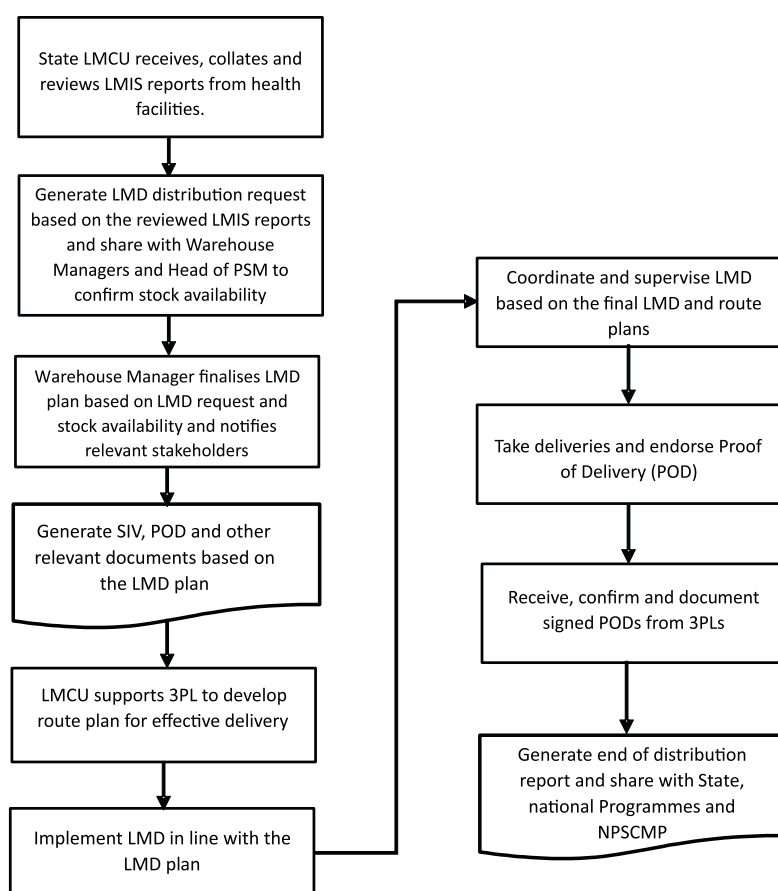 State LMCU receives, collates and
reviews LMIS reports from health
facilities.
Generate LMD distribution request
based on the reviewed LMIS reports
and share with Warehouse
Managers and Head of PSM to
confirm stock availability
Warehouse Manager finalises LMD
plan based on LMD request and
stock availability and notifies
relevant stakeholders
Generate SIV, POD and other
relevant documents based on
the LMD plan
LMCU supports 3PL to develop
route plan for effective delivery
Implement LMD in line with the
LMD plan
Coordinate and supervise LMD
based on the final LMD and route
plans
Take deliveries and endorse Proof
of Delivery (POD)
Receive, confirm and document
signed PODs from 3PLs
Generate end of distribution
report and share with State,
national Programmes and
NPSCMP